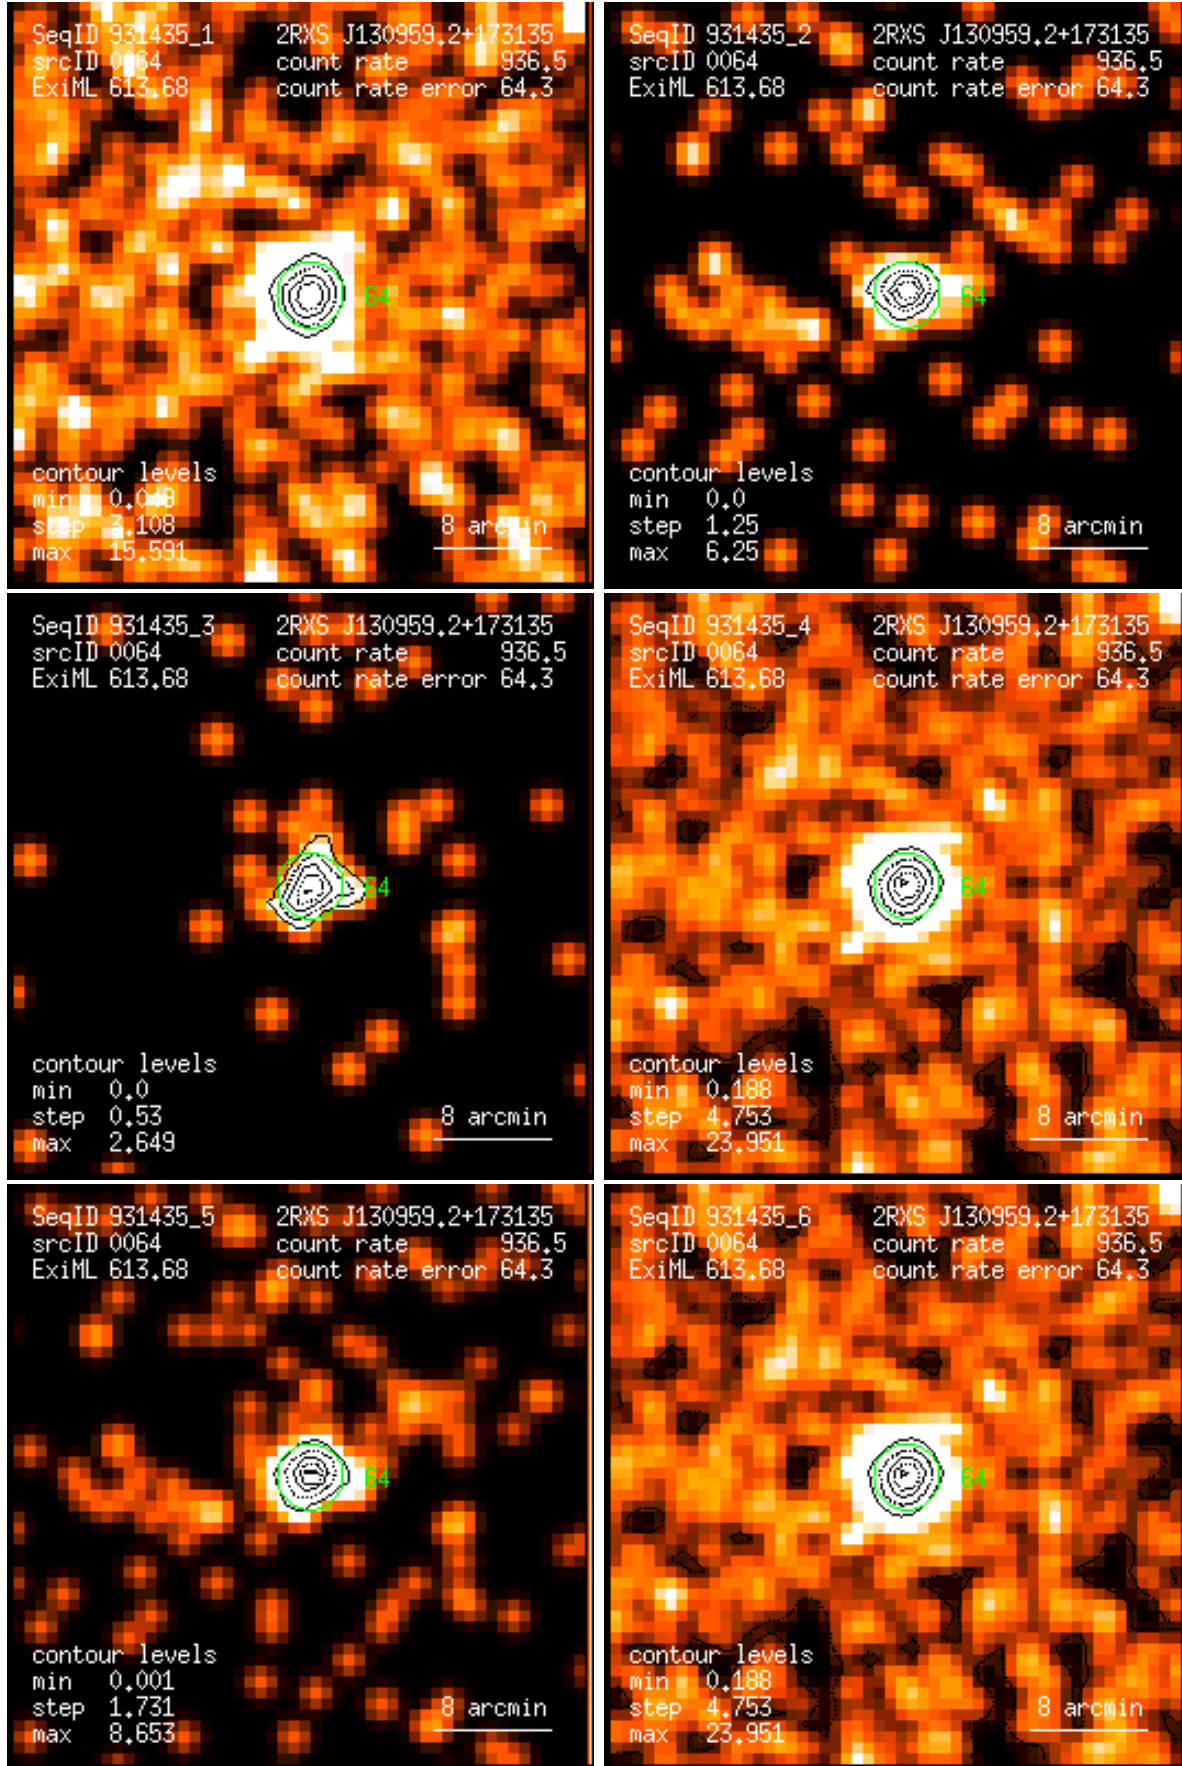 SeqID 931435_1 2RXS J130959.2+173135
srcID 0064 count rate 936.5
ExiML 613.68 count rate error 64.3
64
contour levels
min 0.048
step 3.108 8 arcmin
max 15.591
SeqID 931435_2 2RXS J130959.2+173135
srcID 0064 count rate 936.5
ExiML 613.68 count rate error 64.3
64
contour levels
min 0.0
step 1.25 8 arcmin
max 6.25
SeqID 931435_3 2RXS J130959.2+173135
srcID 0064 count rate 936.5
ExiML 613.68 count rate error 64.3
64
contour levels
min 0.0
step 0.53 8 arcmin
max 2.649
SeqID 931435_4 2RXS J130959.2+173135
srcID 0064 count rate 936.5
ExiML 613.68 count rate error 64.3
64
contour levels
min 0.188
step 4.753 8 arcmin
max 23.951
SeqID 931435_5 2RXS J130959.2+173135
srcID 0064 count rate 936.5
ExiML 613.68 count rate error 64.3
64
contour levels
min 0.001
step 1.731 8 arcmin
max 8.653
SeqID 931435_6 2RXS J130959.2+173135
srcID 0064 count rate 936.5
ExiML 613.68 count rate error 64.3
64
contour levels
min 0.188
step 4.753 8 arcmin
max 23.951